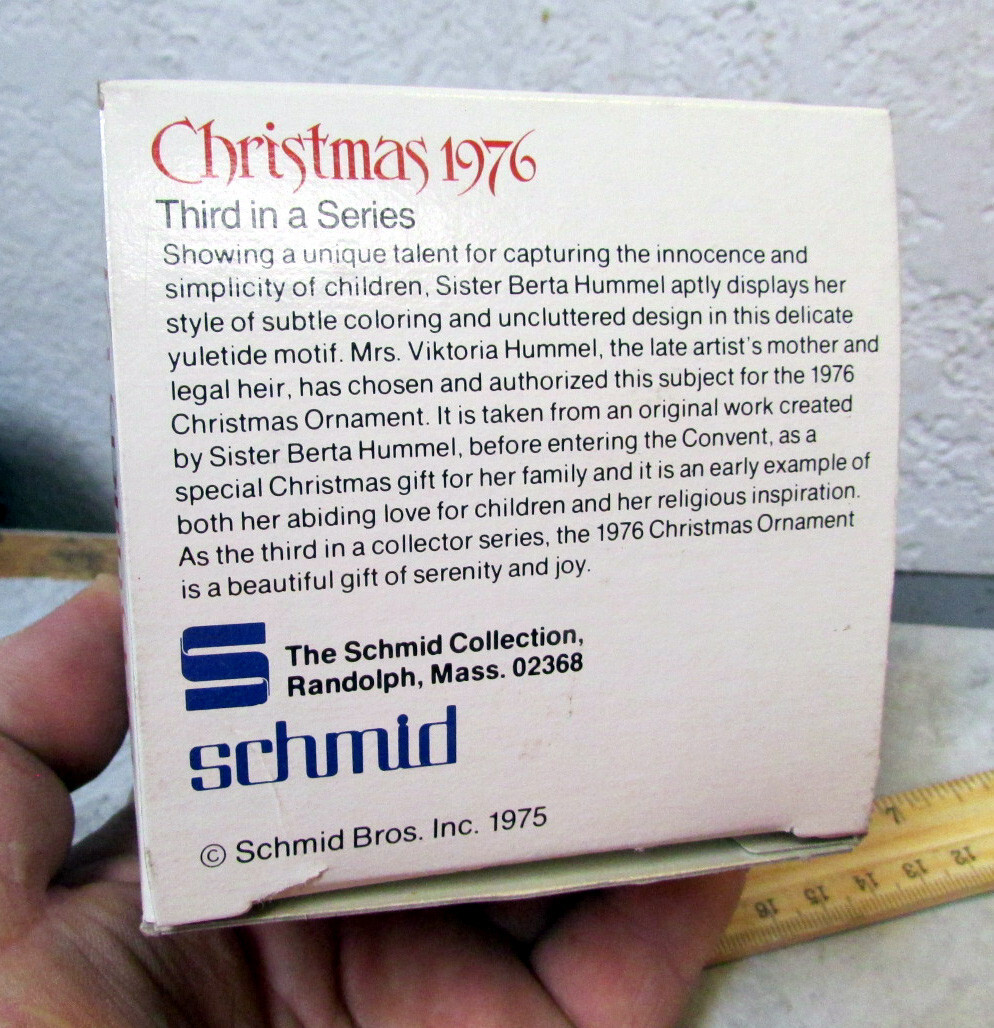 Christmas 1976
Third in a Series
Showing a unique talent for capturing the innocence and
simplicity of children, Sister Berta Hummel aptly displays her
style of subtle coloring and uncluttered design in this delicate
yuletide motif. Mrs. Viktoria Hummel, the late artist's mother and
legal heir, has chosen and authorized this subject for the 1976
Christmas Ornament. It is taken from an original work created
by Sister Berta Hummel, before entering the Convent, as a
special Christmas gift for her family and it is an early example of
both her abiding love for children and her religious inspiration.
As the third in a collector series, the 1976 Christmas Ornament
is a beautiful gift of serenity and joy.
The Schmid Collection,
Randolph, Mass. 02368
schmid
© Schmid Bros. Inc. 1975
16 15 14 13 12